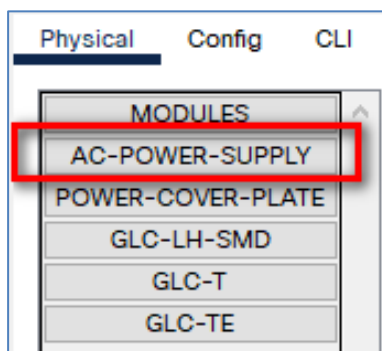 Physical Config CLI
MODULES
AC-POWER-SUPPLY
POWER-COVER-PLATE
GLC-LH-SMD
GLC-T
GLC-TE